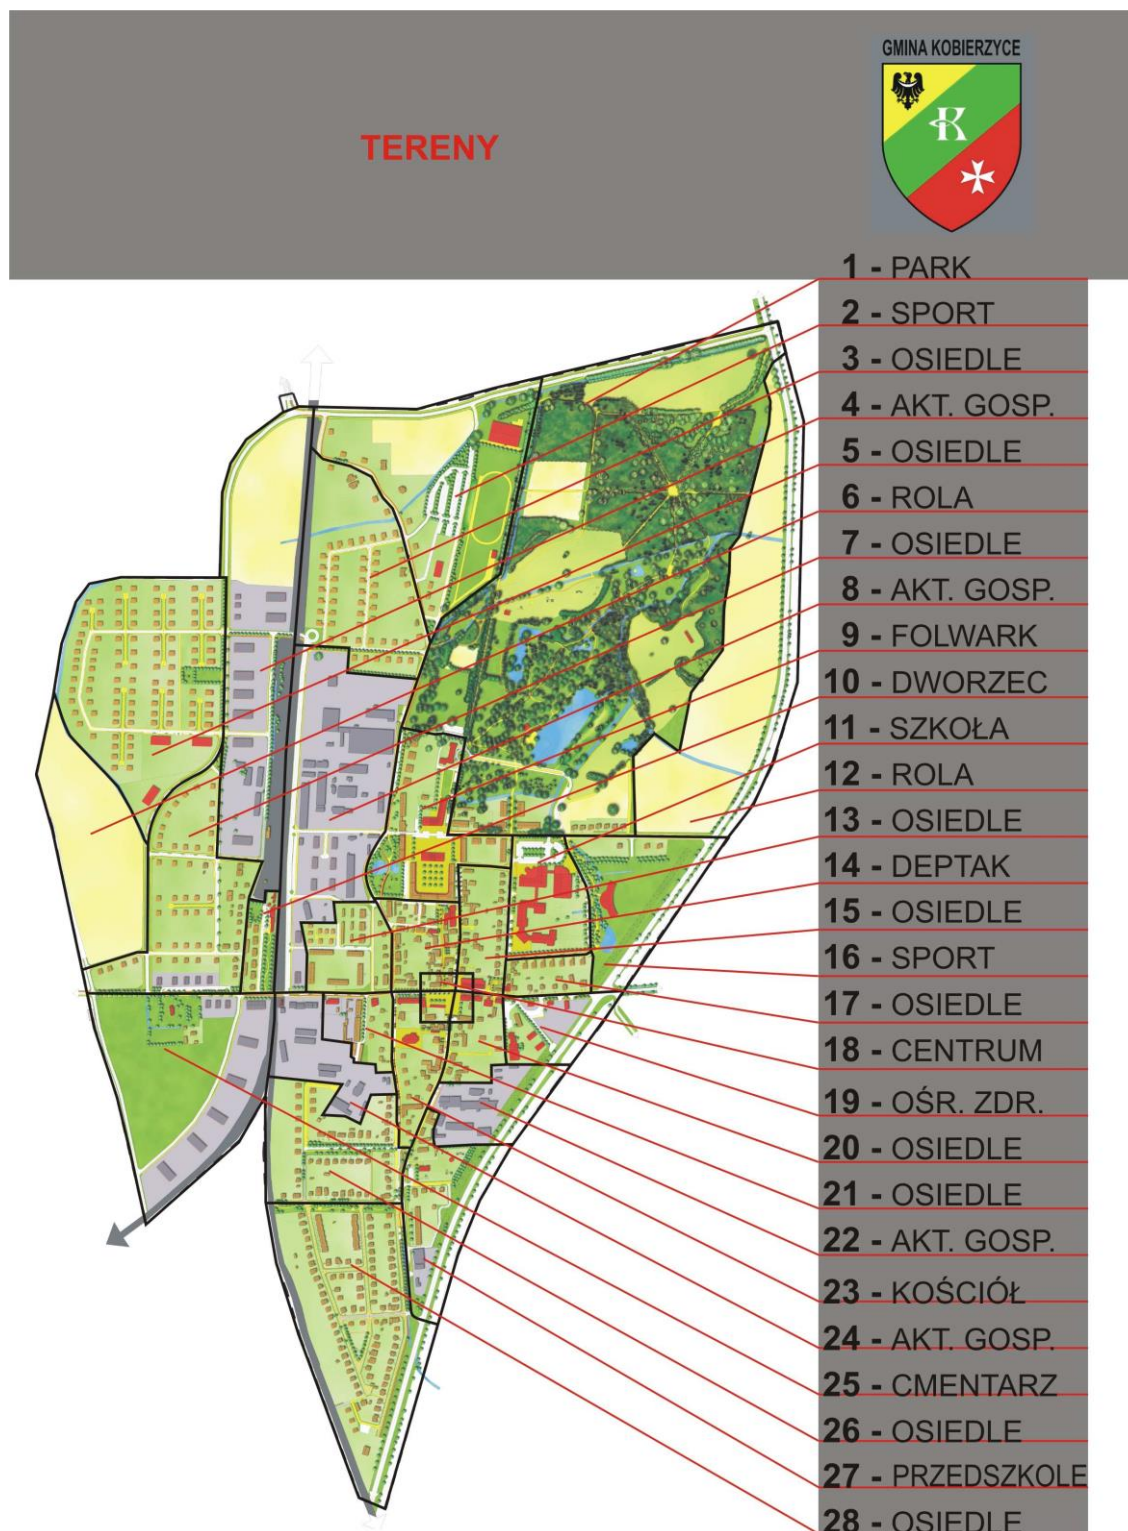 GMINA KOBIERZYCE
K
TERENY
1 - PARK
2 - SPORT
3 - OSIEDLE
4 - AKT. GOSP.
5 - OSIEDLE
6 - ROLA
7 - OSIEDLE
8 - AKT. GOSP.
9 - FOLWARK
10 - DWORZEC
11 - SZKOŁA
12 - ROLA
13 - OSIEDLE
14 - DEPTAK
15 - OSIEDLE
16 - SPORT
17 - OSIEDLE
18 - CENTRUM
19 - OŚR. ZDR.
20 - OSIEDLE
21 - OSIEDLE
22 - AKT. GOSP.
23 - KOŚCIÓŁ
24 - AKT. GOSP.
25 - CMENTARZ
26 - OSIEDLE
27 - PRZEDSZKOLE
28 - OSIEDLE